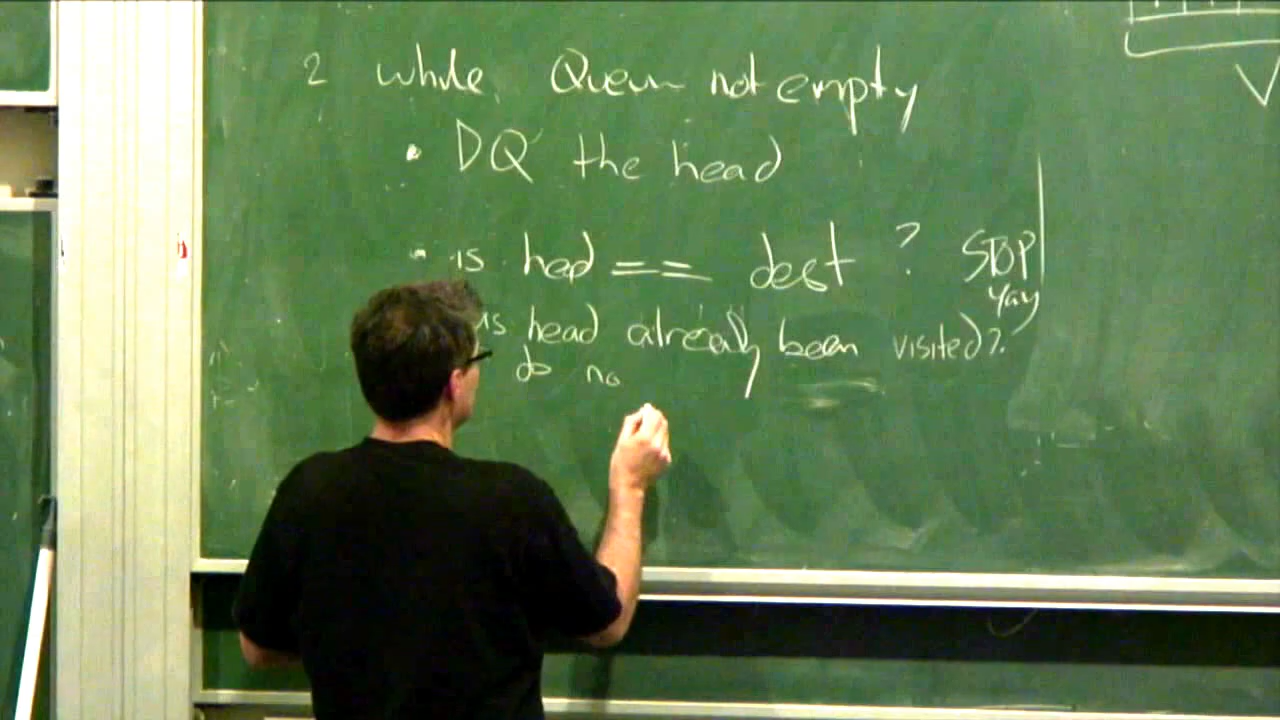 2 while Queue not empty
• DQ the head
• is head == dest ? STOP
yay
is head already been visited?
do no
V